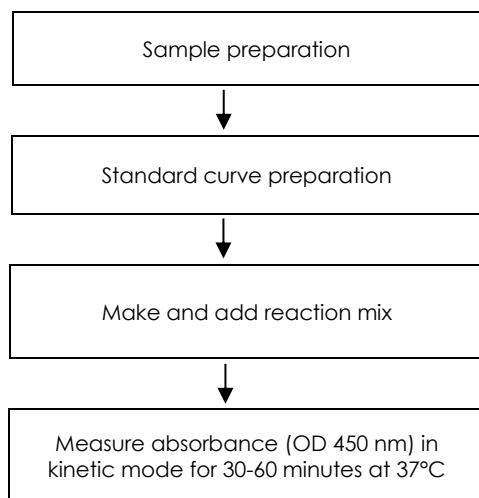 Sample preparation
Standard curve preparation
Make and add reaction mix
Measure absorbance (OD 450 nm) in
kinetic mode for 30-60 minutes at 37°C